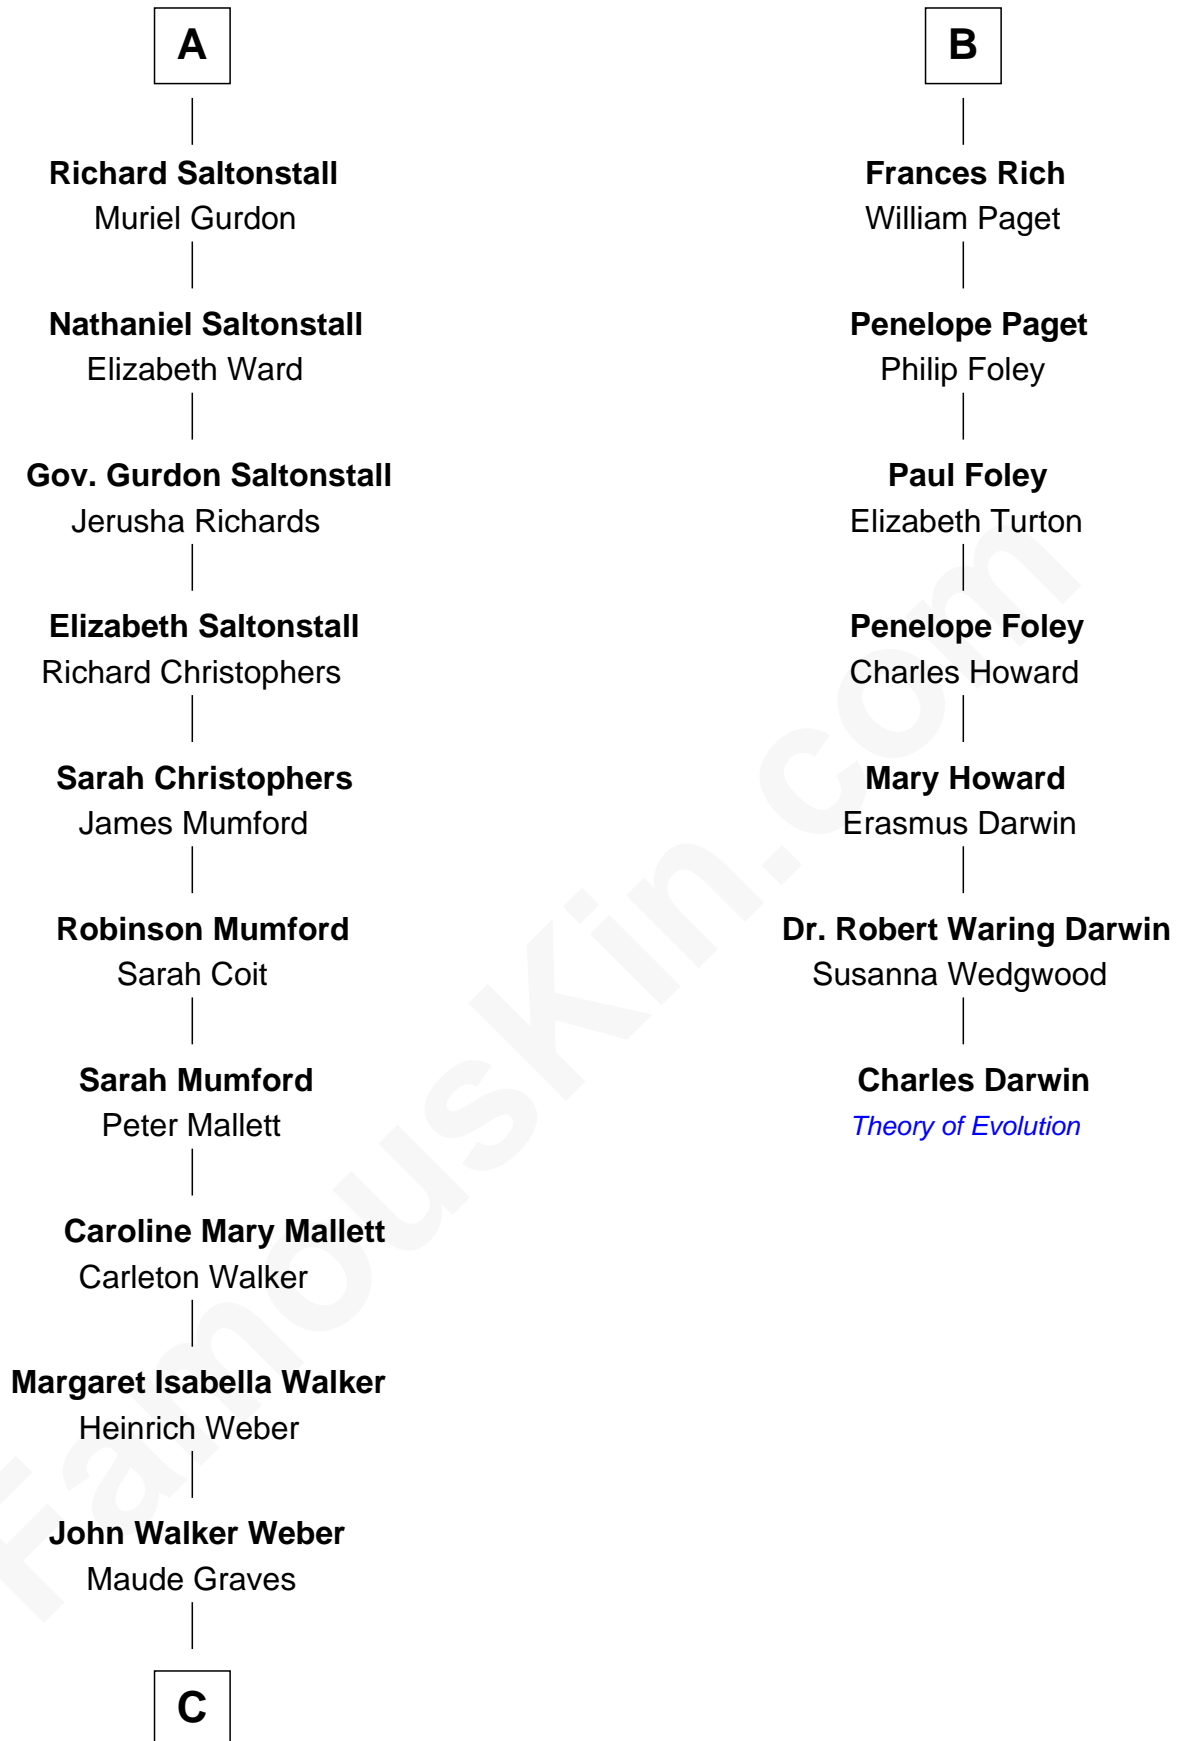 A
Richard Saltonstall
Muriel Gurdon
Nathaniel Saltonstall
Elizabeth Ward
Gov. Gurdon Saltonstall
Jerusha Richards
Elizabeth Saltonstall
Richard Christophers
Sarah Christophers
James Mumford
Robinson Mumford
Sarah Coit
Sarah Mumford
Peter Mallett
Caroline Mary Mallett
Carleton Walker
Margaret Isabella Walker
Heinrich Weber
John Walker Weber
Maude Graves
C
B
Frances Rich
William Paget
Penelope Paget
Philip Foley
Paul Foley
Elizabeth Turton
Penelope Foley
Charles Howard
Mary Howard
Erasmus Darwin
Dr. Robert Waring Darwin
Susanna Wedgwood
Charles Darwin
Theory of Evolution
FamousKin.com